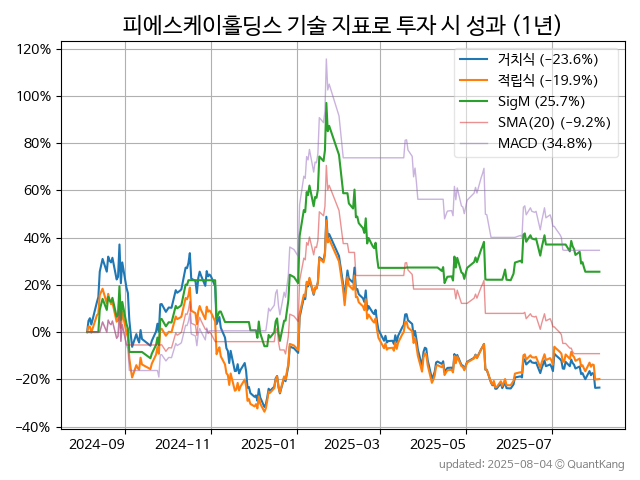 피에스케이홀딩스 기술 지표로 투자 시 성과 (1년)
120%
100%
80%
60%
40%
20%
0%
−20%
−40%
거치식 (−23.6%)
적립식 (−19.9%)
SigM (25.7%)
SMA(20) (−9.2%)
MACD (34.8%)
2024−09
2024−11
2025−01
2025−03
2025−05
2025−07
updated: 2025-08-04 © QuantKang